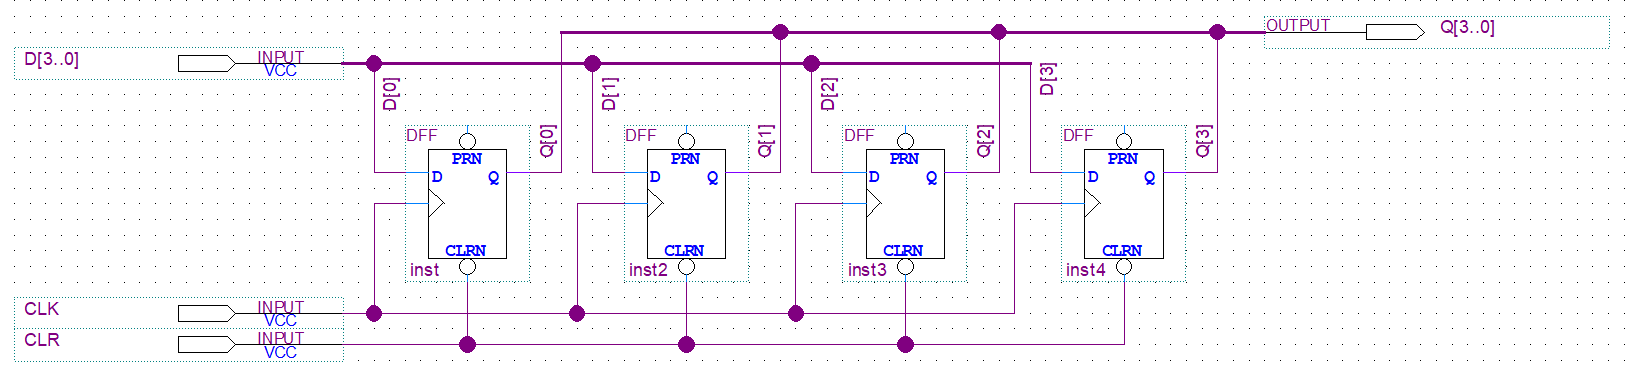 OUTPUT
Q[3..0]
D[3..0]
INPUT
VCC
D[0]
D[1]
D[2]
D[3]
DFF
Q[0]
DFF
Q[1]
DFF
Q[2]
DFF
Q[3]
PRN
PRN
PRN
PRN
D
Q
D
Q
D
Q
D
Q
CLRN
CLRN
CLRN
CLRN
inst
inst2
inst3
inst4
CLK
INPUT
VCC
CLR
INPUT
VCC